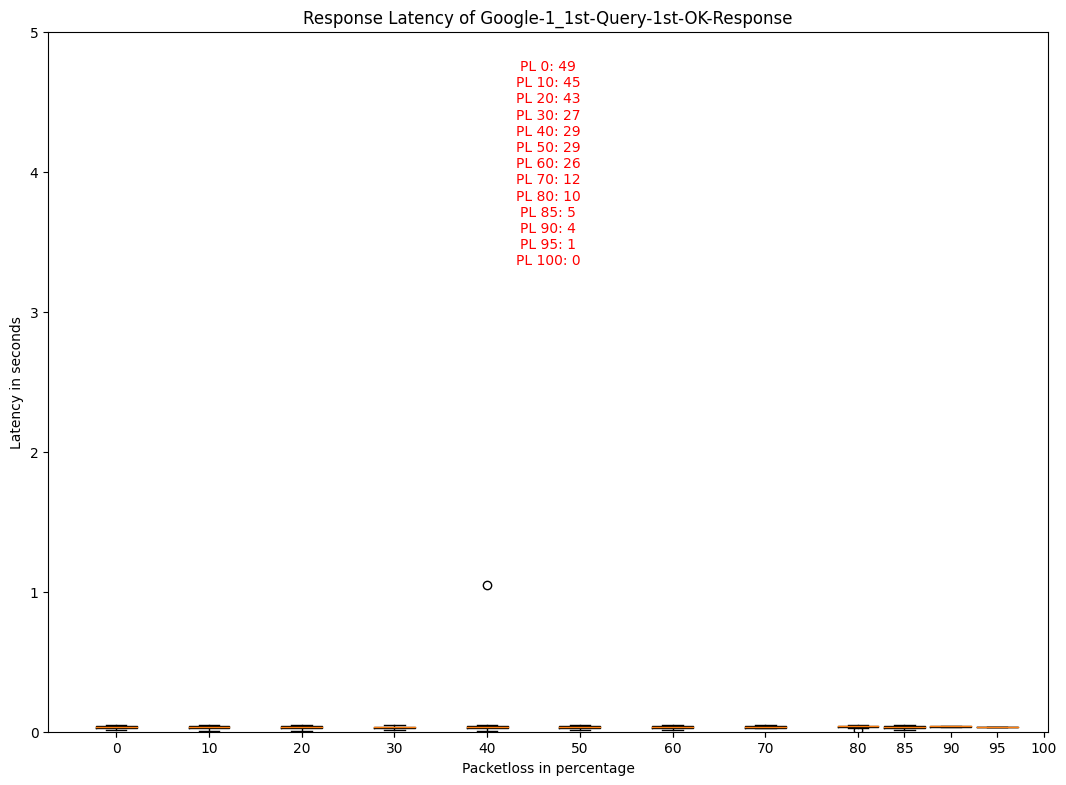 Response Latency of Google-1_1st-Query-1st-OK-Response
5
PL 0: 49
PL 10: 45
PL 20: 43
PL 30: 27
PL 40: 29
PL 50: 29
PL 60: 26
PL 70: 12
PL 80: 10
PL 85: 5
PL 90: 4
PL 95: 1
PL 100: 0
4
3
2
1
0
Latency in seconds
0 10 20 30 40 50 60 70 80 85 90 95 100
Packetloss in percentage